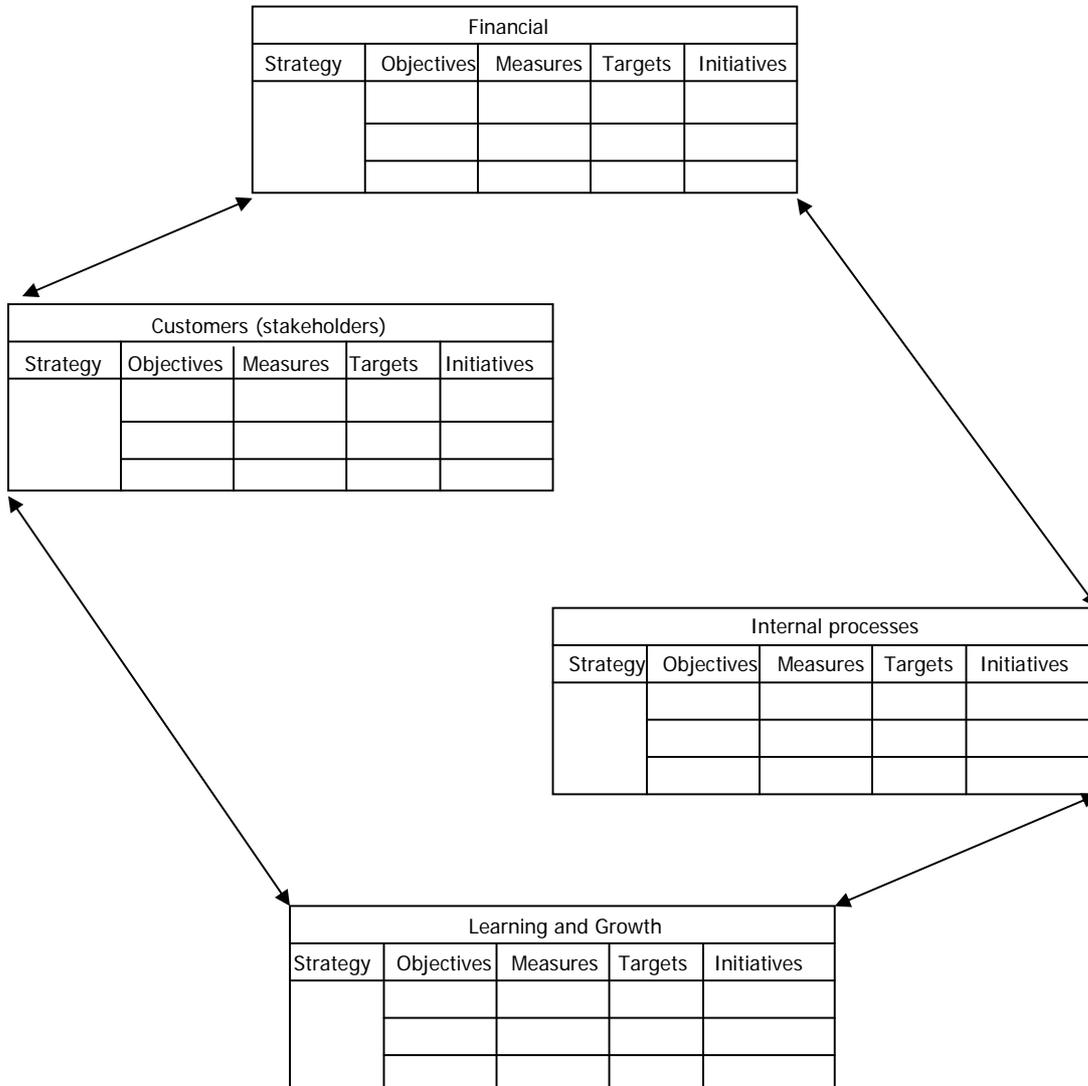 Financial
Strategy Objectives Measures Targets Initiatives
Customers (stakeholders)
Strategy Objectives Measures Targets Initiatives
Internal processes
Strategy Objectives Measures Targets Initiatives
Learning and Growth
Strategy Objectives Measures Targets Initiatives